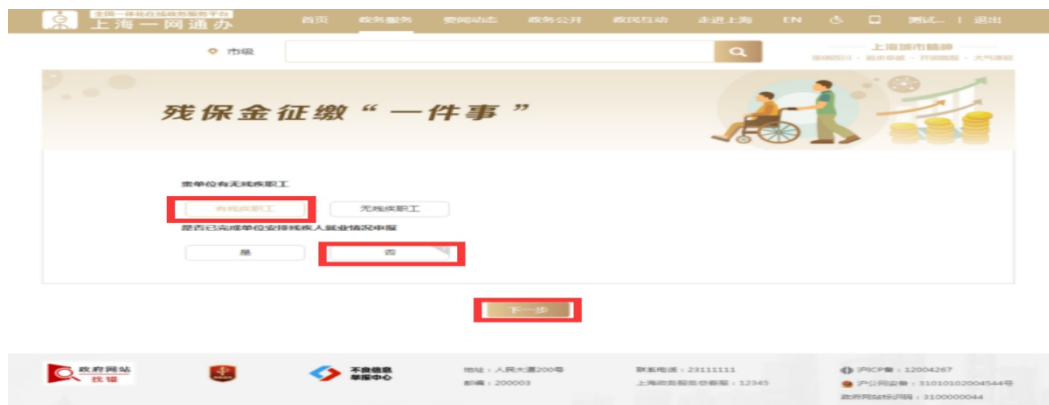 全国一体化在线政务服务平台
上海一网通办 首页 政务服务 要闻动态 政务公开 政民互动 走进上海 EN 测试... | 退出
市级
上海城市精神
残保金征缴“一件事”
贵单位有无残疾职工
有残疾职工 无残疾职工
是否已完成单位安排残疾人就业情况申报
是 否
下一步
政府网站 不良信息 地址：人民大道200号 联系电话：23111111 沪ICP备：12004267
找错 举报中心 邮编：200003 上海政务服务总客服：12345 沪公网安备：31010102004544号
政府网站标识码：3100000044